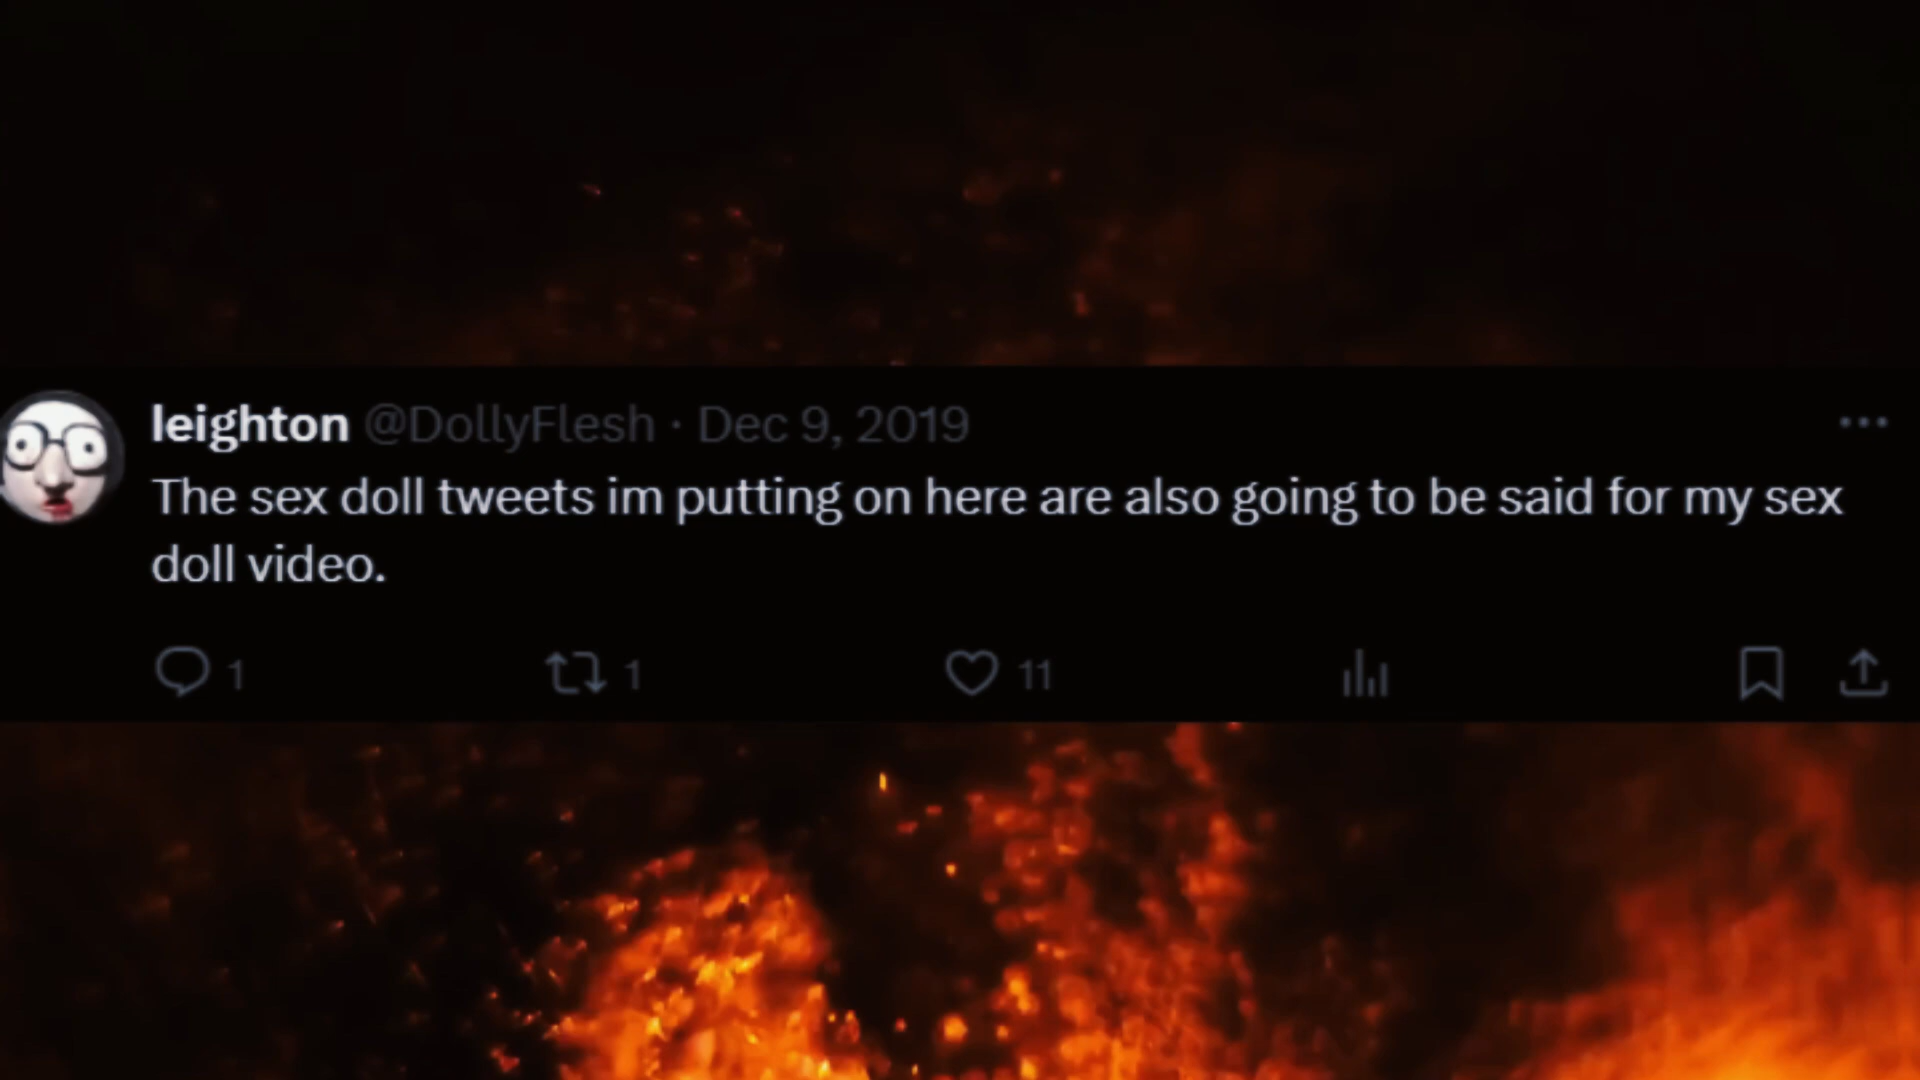 leighton @DollyFlesh · Dec 9, 2019
The sex doll tweets im putting on here are also going to be said for my sex
doll video.
1 1 11